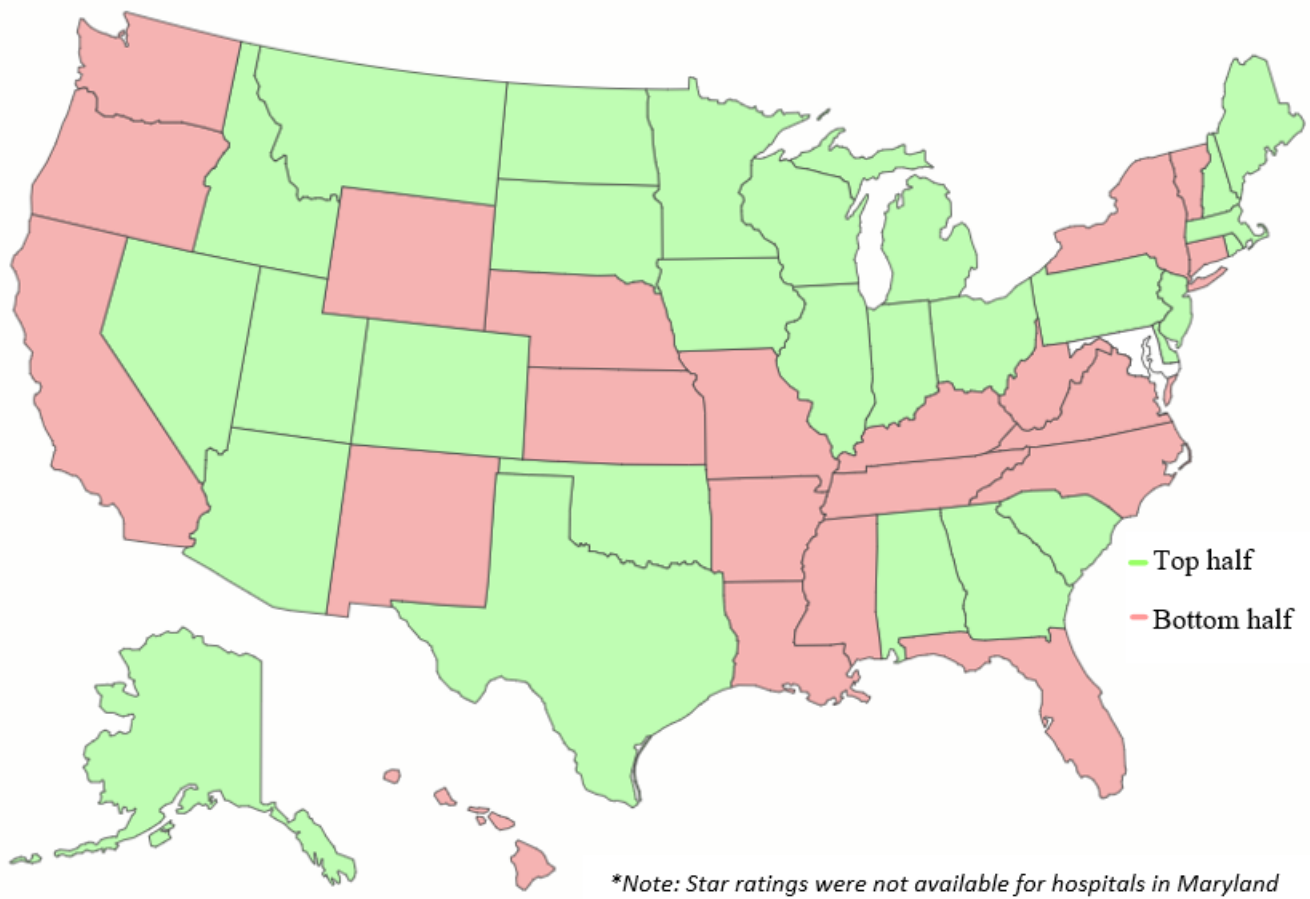 Top half
Bottom half
*Note: Star ratings were not available for hospitals in Maryland